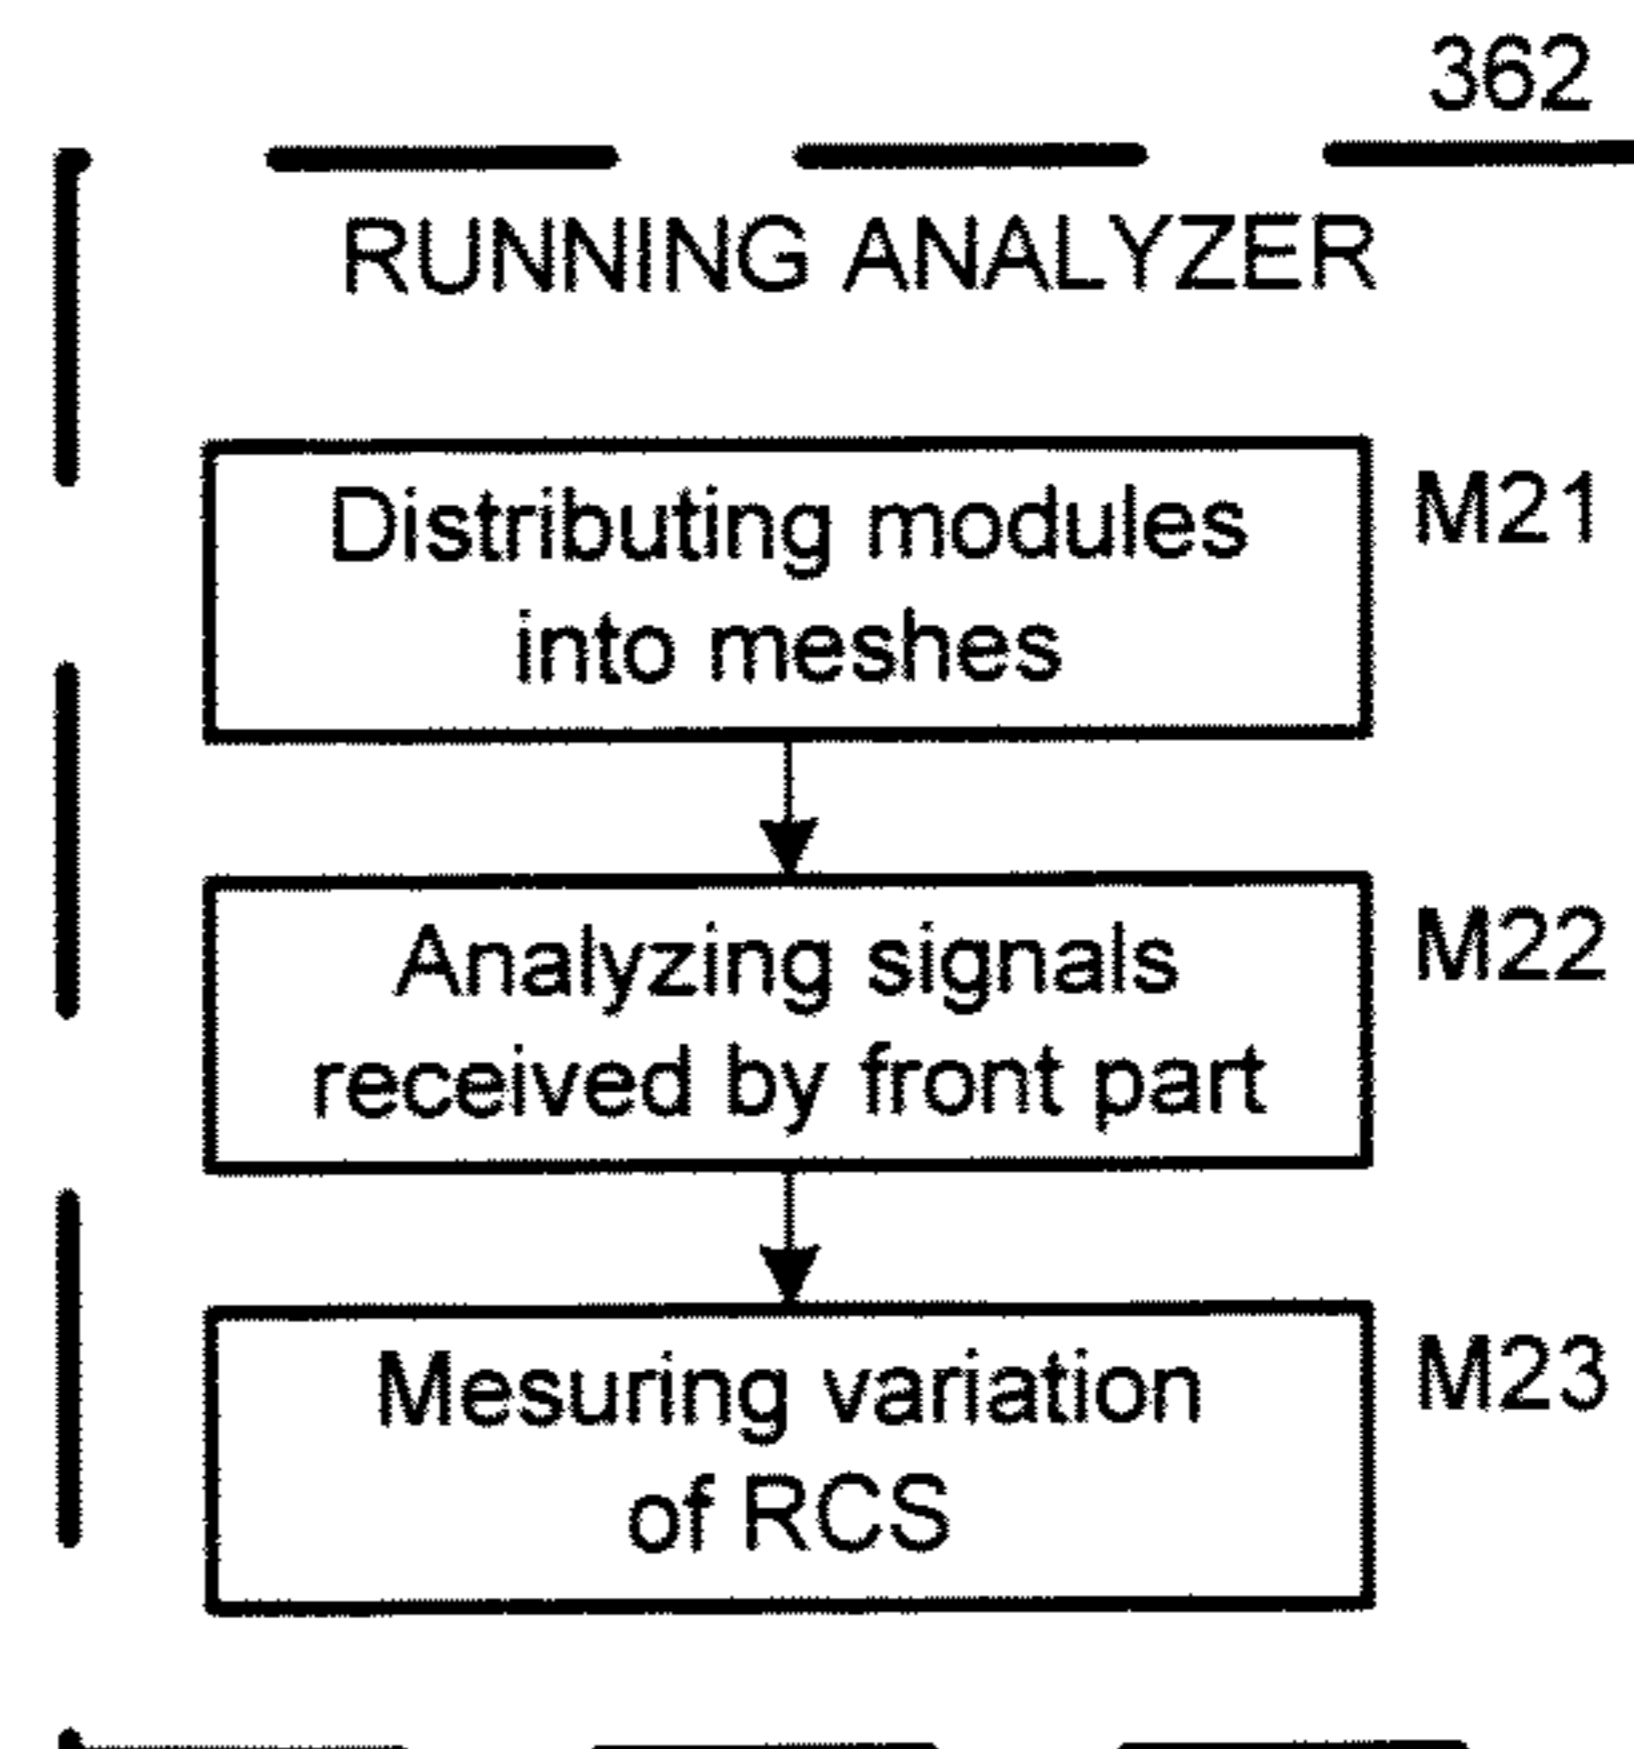 362
RUNNING ANALYZER
Distributing modules
into meshes
M21
Analyzing signals
received by front part
M22
Mesuring variation
of RCS
M23